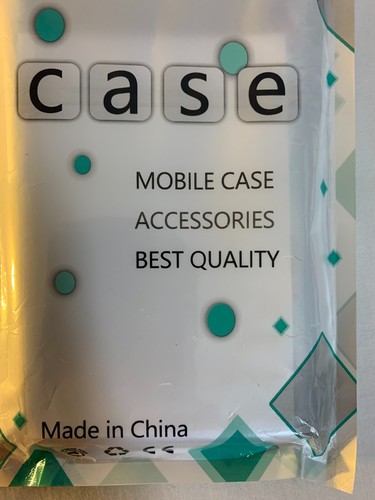 case
MOBILE CASE
ACCESSORIES
BEST QUALITY
Made in China